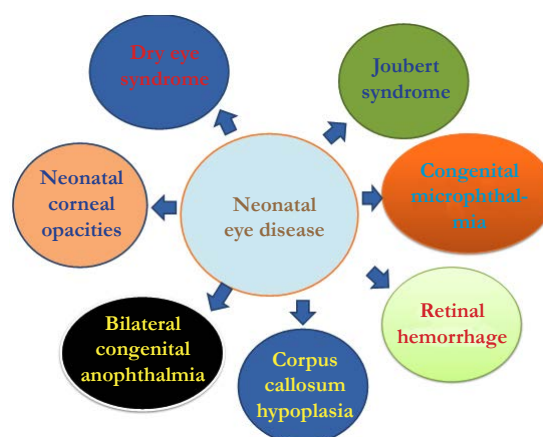 Dry eye
syndrome
Joubert
syndrome
Neonatal
corneal
opacities
Neonatal
eye disease
Congenital
microphthal-
mia
Bilateral
congenital
anophthalmia
Corpus
callosum
hypoplasia
Retinal
hemorrhage